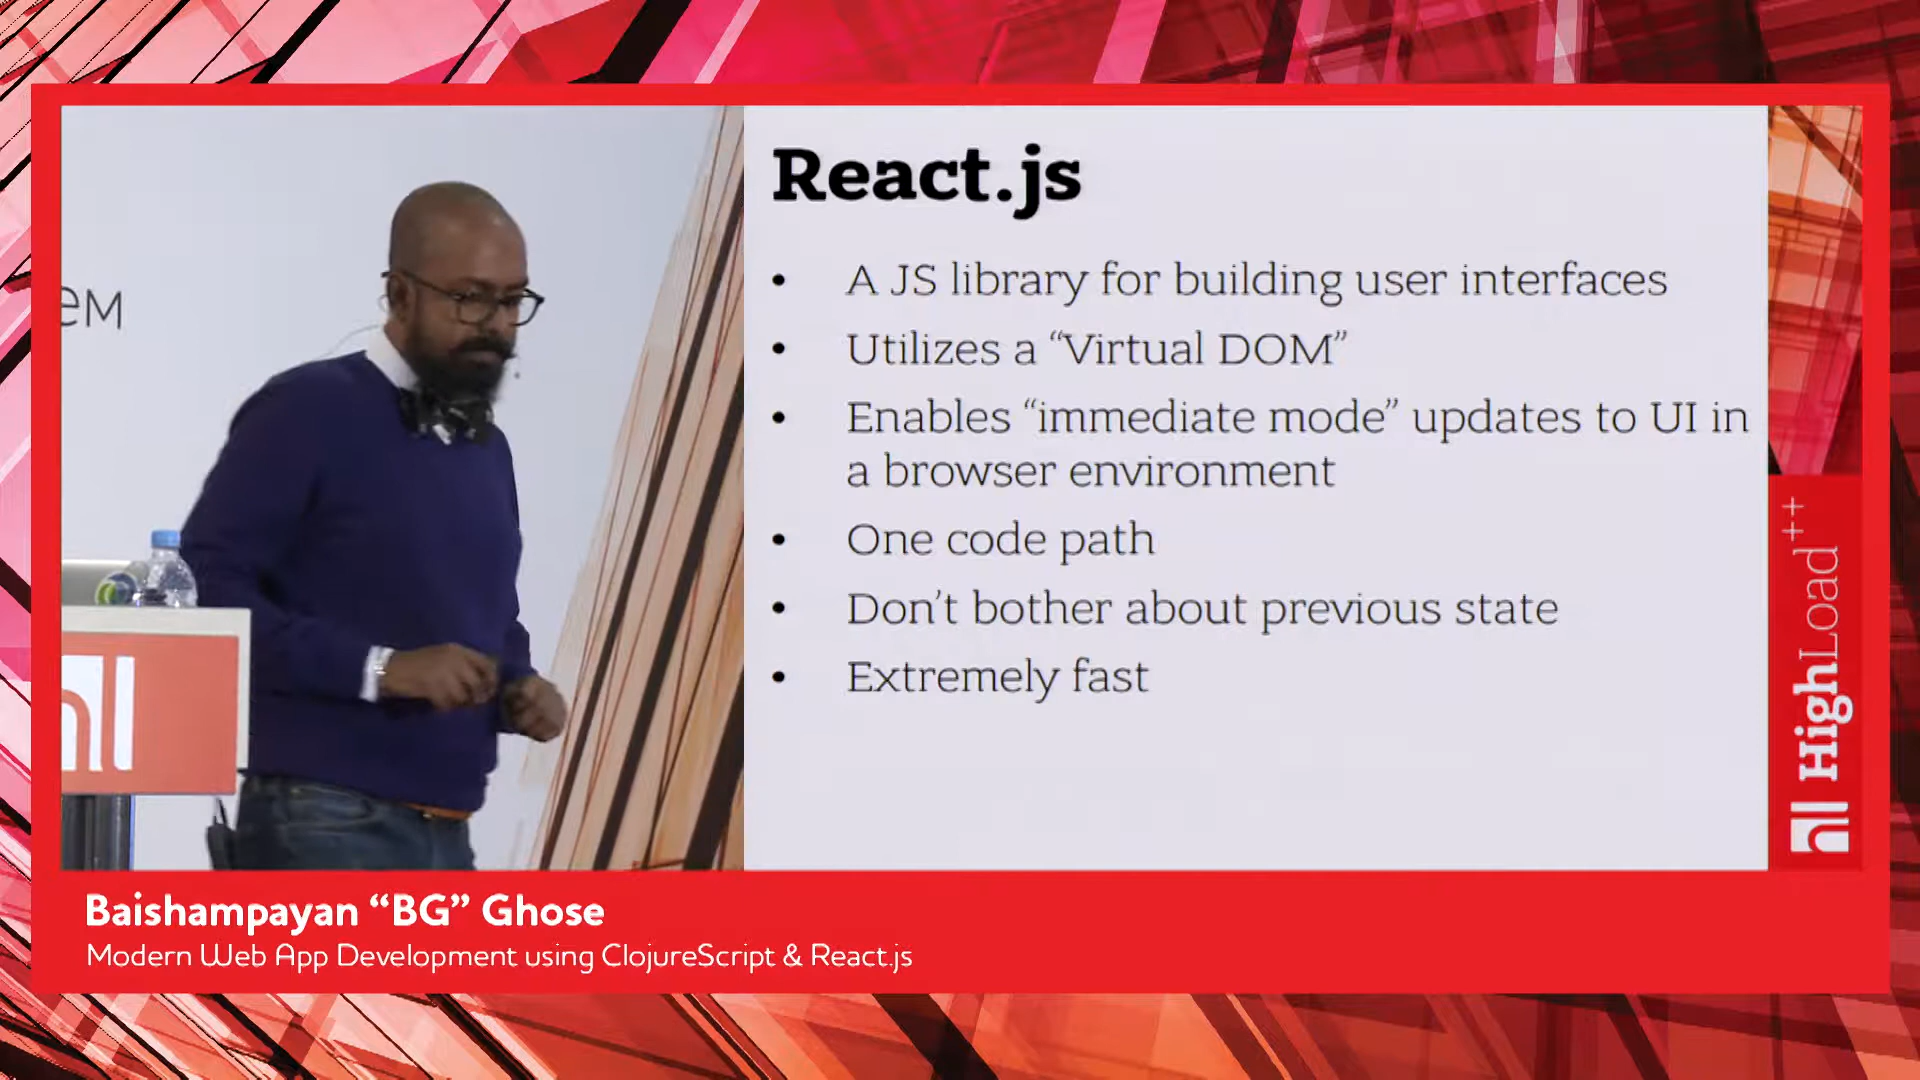 ем
React.js
• A JS library for building user interfaces
• Utilizes a “Virtual DOM”
• Enables “immediate mode” updates to UI in
a browser environment
• One code path
• Don’t bother about previous state
• Extremely fast
HighLoad++
Baishampayan “BG” Ghose
Modern Web App Development using ClojureScript & React.js